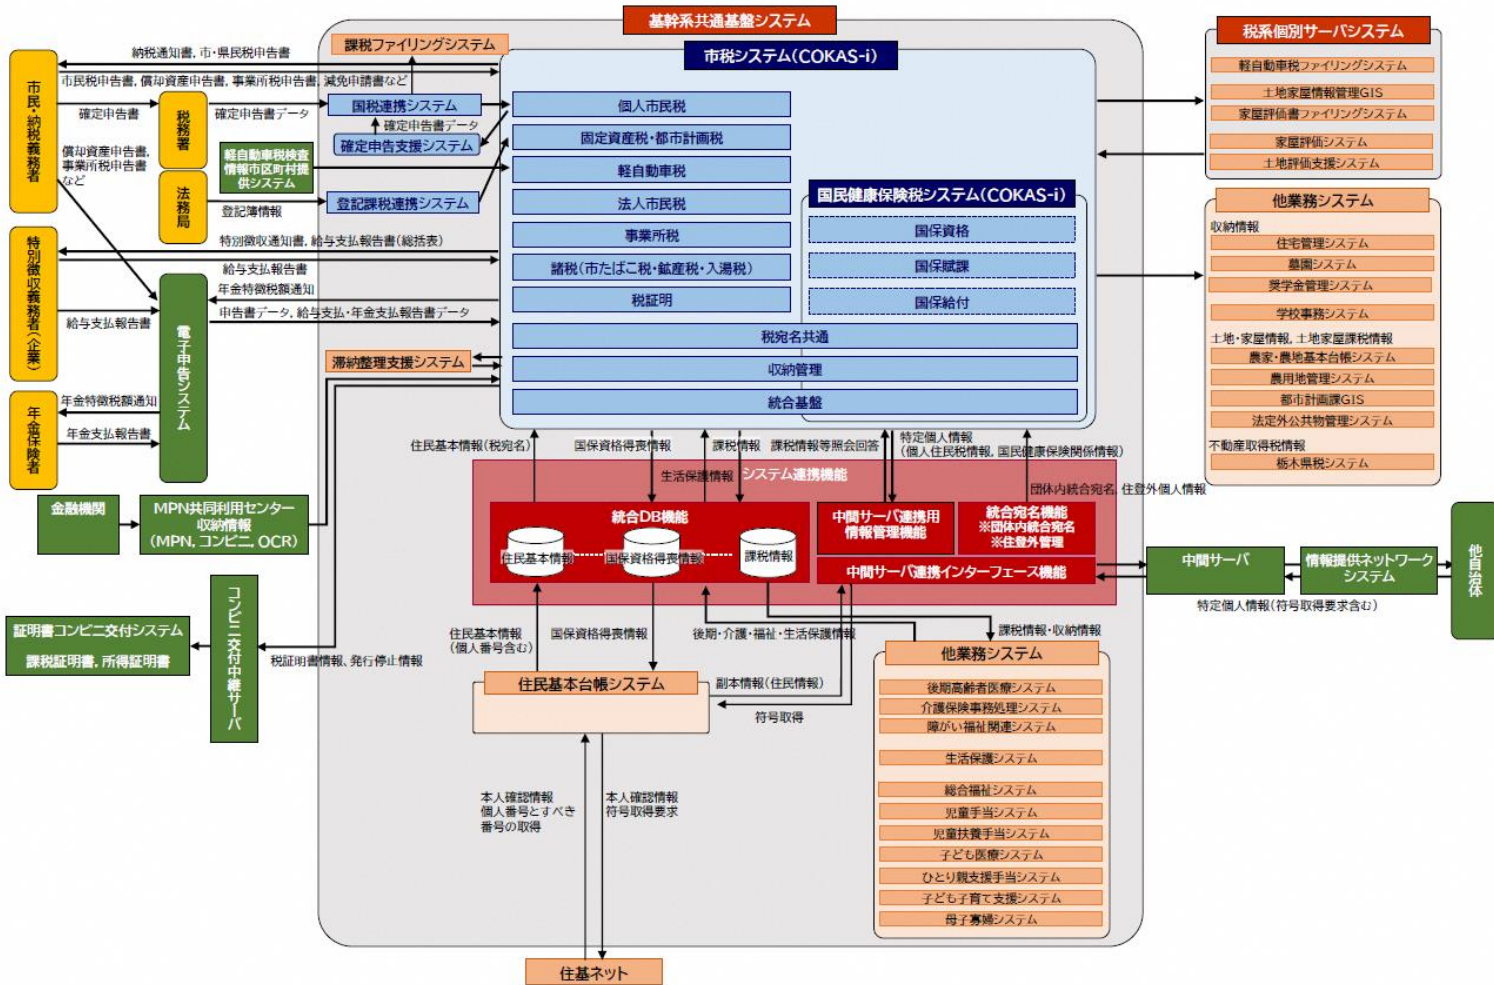 基幹系共通基盤システム
市民・納税義務者
納税通知書, 市・県民税申告書
市民税申告書, 償却資産申告書, 事業所税申告書, 減免申請書など
確定申告書
税務署
確定申告書データ
償却資産申告書,
事業所税申告書
など
軽自動車税検査
情報市区町村提
供システム
法務局
登記簿情報
課税ファイリングシステム
国税連携システム
確定申告書データ
確定申告支援システム
登記課税連携システム
特別徴収義務者(企業)
特別徴収通知書, 給与支払報告書(総括表)
給与支払報告書
年金特徴税額通知
申告書データ, 給与支払・年金支払報告書データ
給与支払報告書
電子申告システム
年金保険者
年金特徴税額通知
年金支払報告書
滞納整理支援システム
金融機関
MPN共同利用センター
収納情報
(MPN, コンビニ, OCR)
証明書コンビニ交付システム
課税証明書, 所得証明書
コンビニ交付中継サーバ
税証明書情報、発行停止情報
市税システム(COKAS-i)
個人市民税
固定資産税・都市計画税
軽自動車税
法人市民税
事業所税
諸税(市たばこ税・鉱産税・入湯税)
税証明
国民健康保険税システム(COKAS-i)
国保資格
国保賦課
国保給付
税宛名共通
収納管理
統合基盤
住民基本情報(税宛名)
国保資格得喪情報
課税情報
課税情報等照会回答
特定個人情報
(個人住民税情報, 国民健康保険関係情報)
生活保護情報
システム連携機能
団体内統合宛名, 住登外個人情報
統合DB機能
住民基本情報
国保資格得喪情報
課税情報
中間サーバ連携用
情報管理機能
統合宛名機能
※団体内統合宛名
※住登外管理
中間サーバ連携インターフェース機能
住民基本情報
(個人番号含む)
国保資格得喪情報
後期・介護・福祉・生活保護情報
課税情報・収納情報
住民基本台帳システム
副本情報(住民情報)
符号取得
本人確認情報
個人番号とすべき
番号の取得
本人確認情報
符号取得要求
住基ネット
他業務システム
後期高齢者医療システム
介護保険事務処理システム
障がい福祉関連システム
生活保護システム
総合福祉システム
児童手当システム
児童扶養手当システム
子ども医療システム
ひとり親支援手当システム
子ども子育て支援システム
母子寡婦システム
税系個別サーバシステム
軽自動車税ファイリングシステム
土地家屋情報管理GIS
家屋評価書ファイリングシステム
家屋評価システム
土地評価支援システム
他業務システム
収納情報
住宅管理システム
墓園システム
奨学金管理システム
学校事務システム
土地・家屋情報, 土地家屋課税情報
農家・農地基本台帳システム
農用地管理システム
都市計画課GIS
法定外公共物管理システム
不動産取得税情報
栃木県税システム
中間サーバ
情報提供ネットワーク
システム
特定個人情報(符号取得要求含む)
他自治体